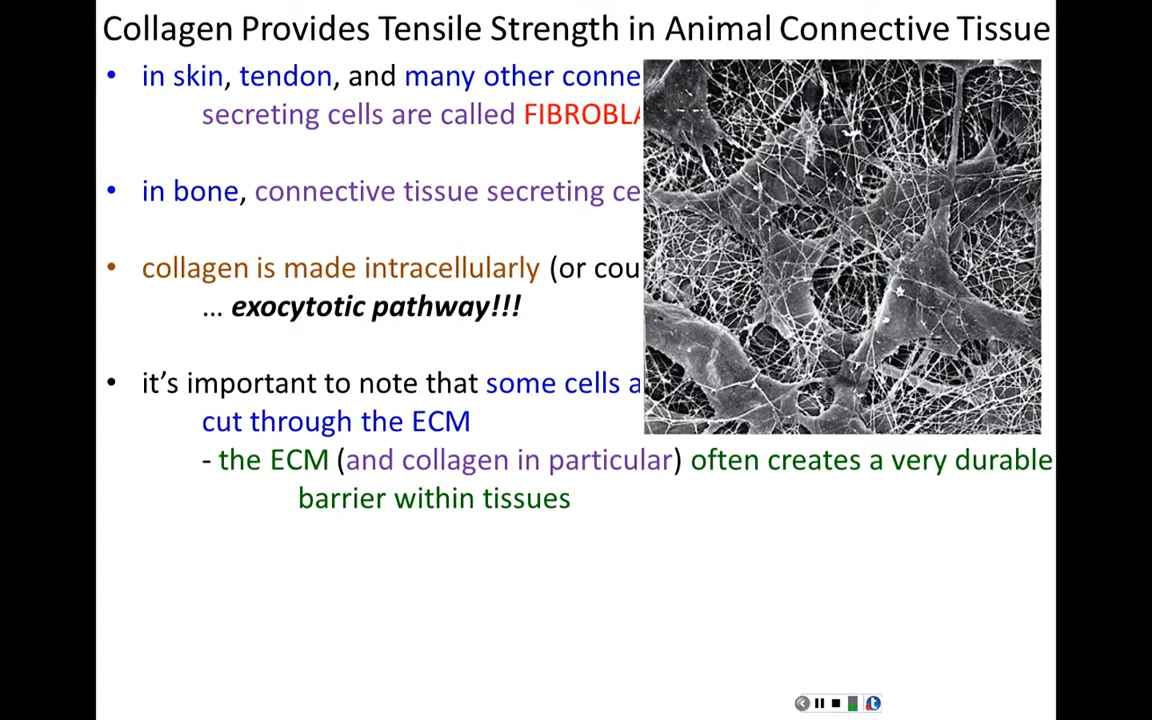 Collagen Provides Tensile Strength in Animal Connective Tissue
• in skin, tendon, and many other conne
secreting cells are called FIBROBLA
• in bone, connective tissue secreting ce
• collagen is made intracellularly (or cou
... exocytotic pathway!!!
• it's important to note that some cells a
cut through the ECM
- the ECM (and collagen in particular) often creates a very durable
barrier within tissues